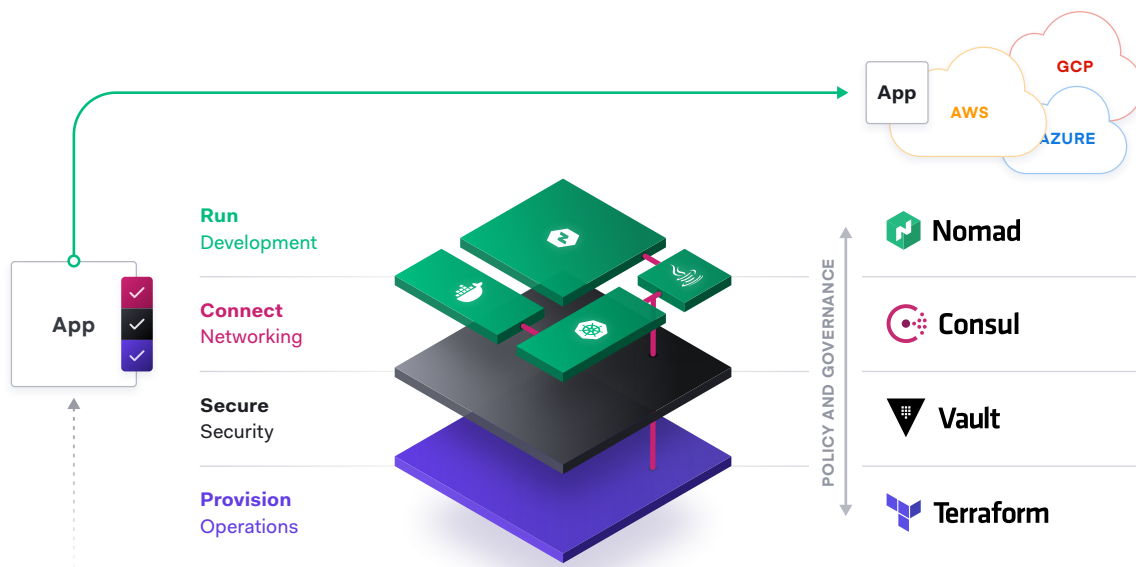 GCP
App
AWS
AZURE
Run
Development
Nomad
App
Connect
Networking
POLICY AND GOVERNANCE
Consul
Secure
Security
Vault
Provision
Operations
Terraform